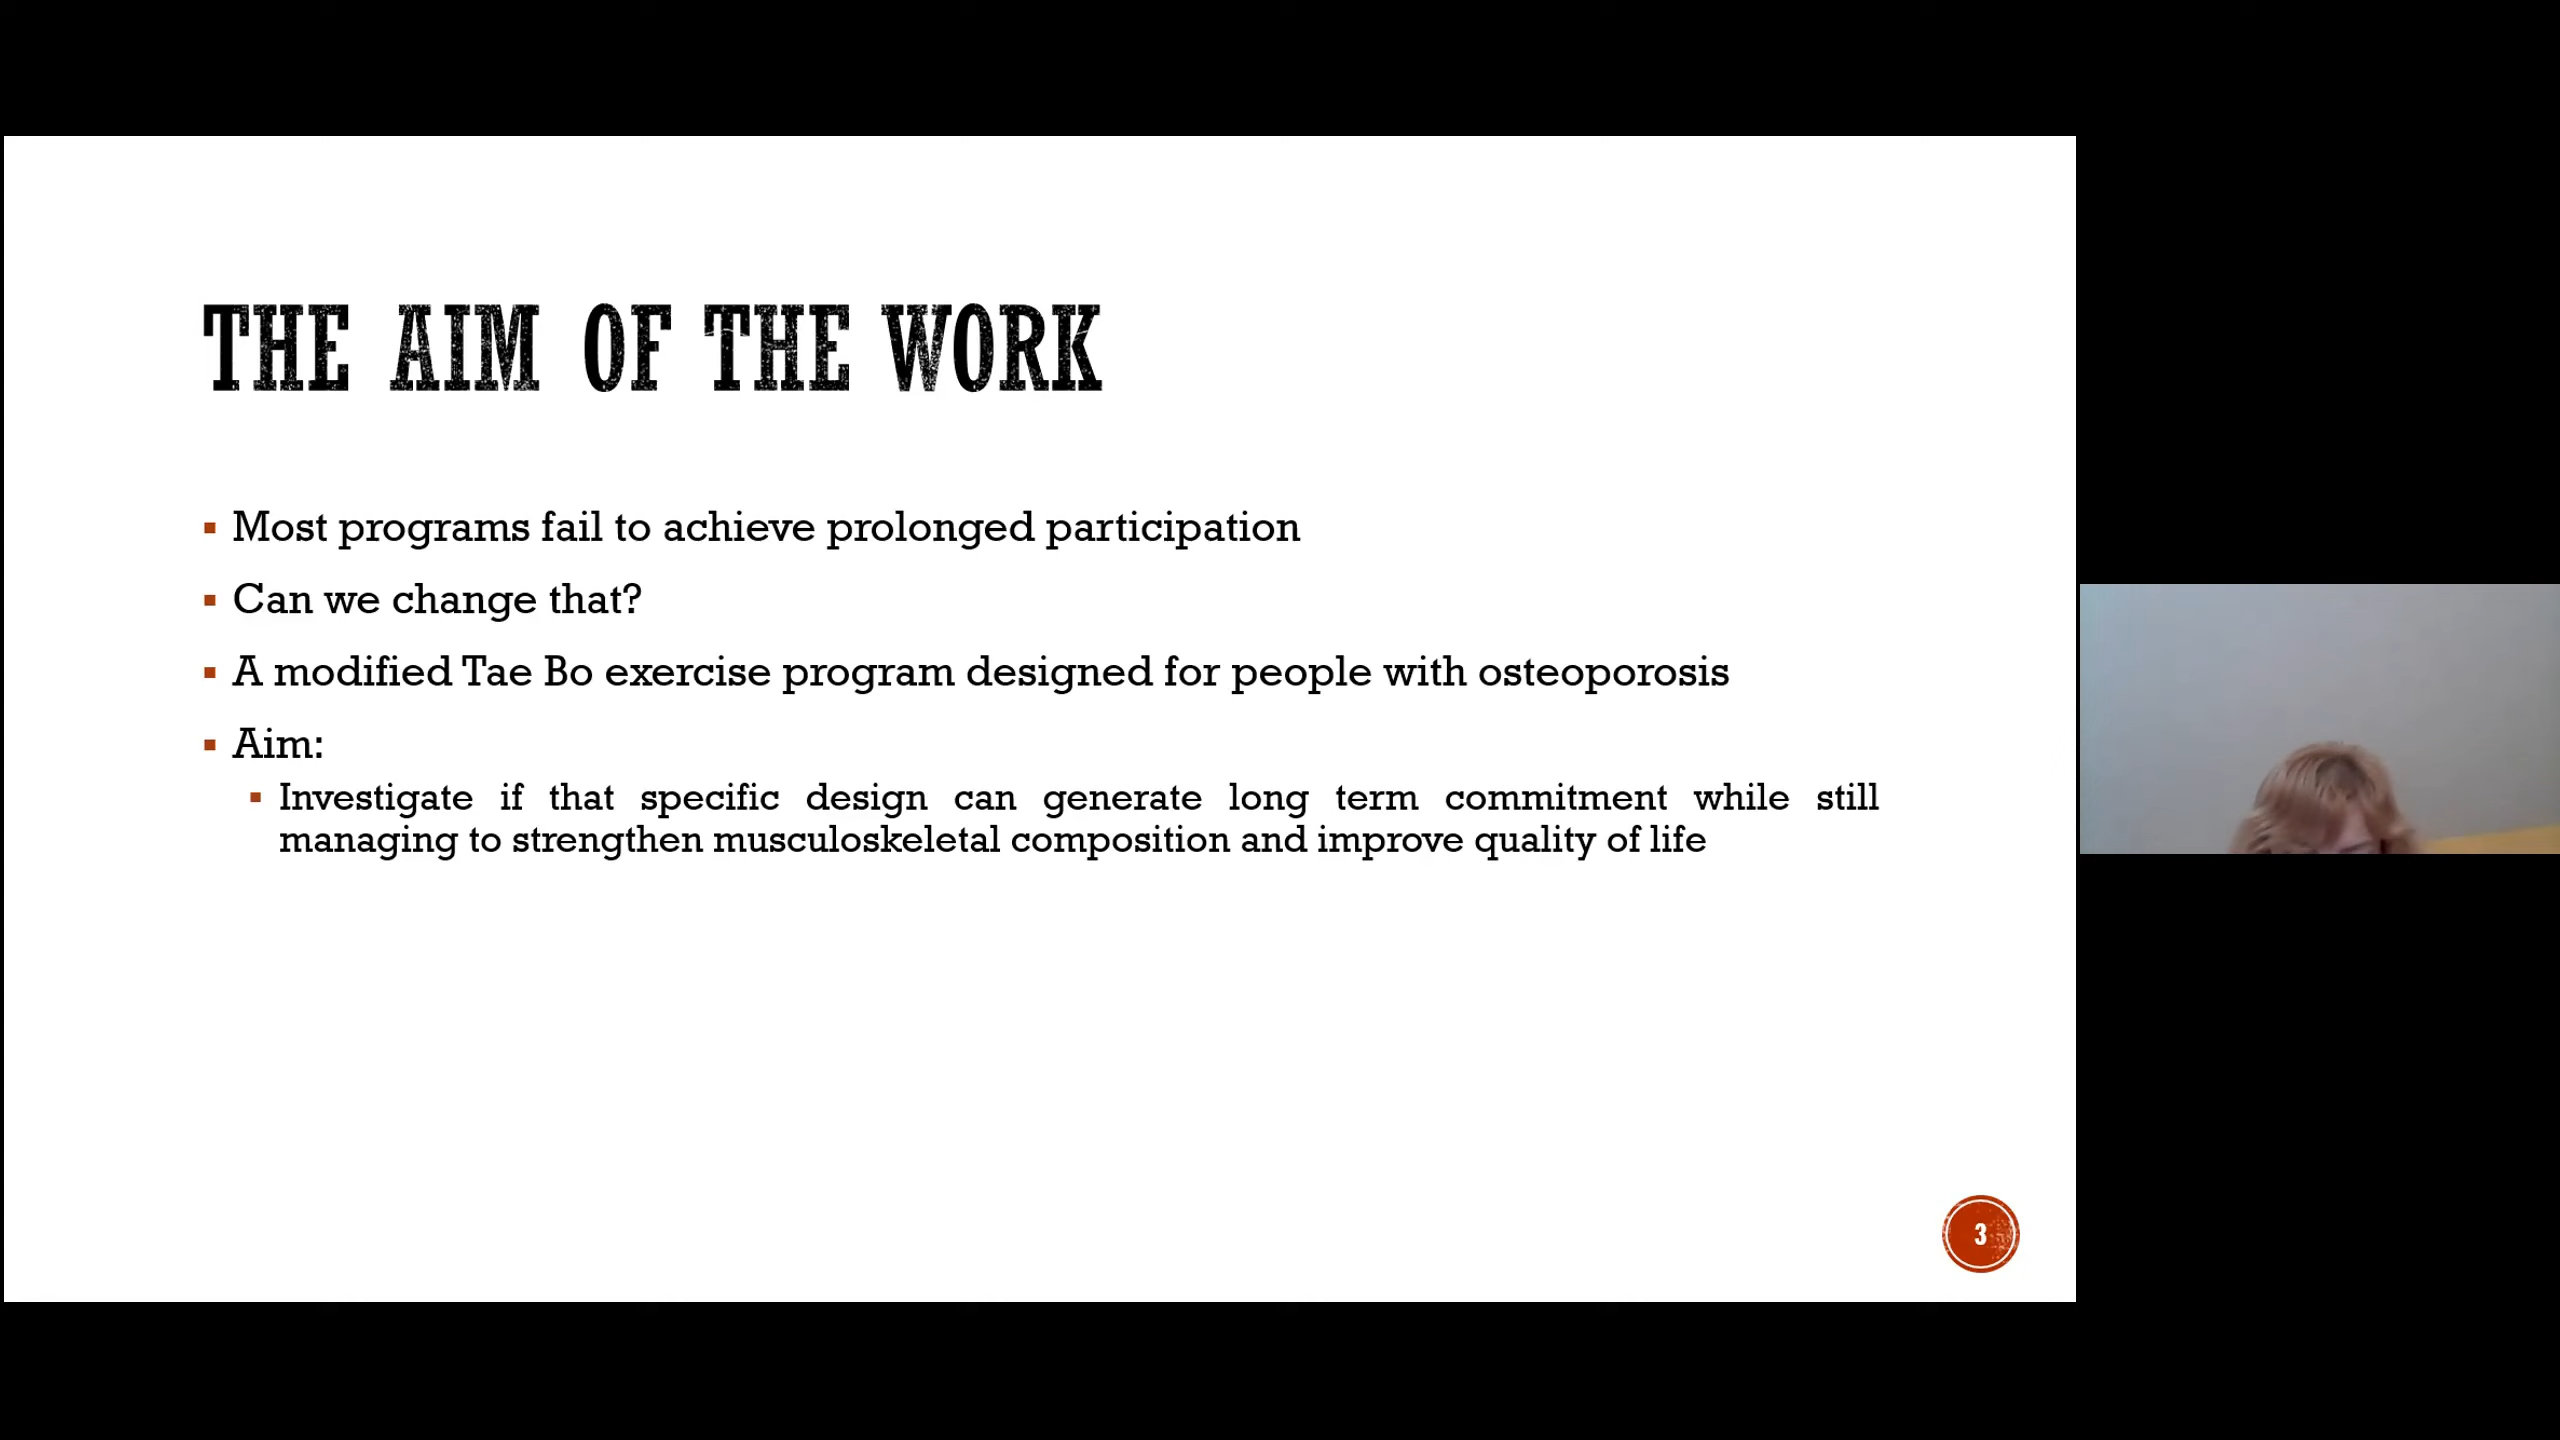 THE AIM OF THE WORK
▪ Most programs fail to achieve prolonged participation
▪ Can we change that?
▪ A modified Tae Bo exercise program designed for people with osteoporosis
▪ Aim:
▪ Investigate if that specific design can generate long term commitment while still
managing to strengthen musculoskeletal composition and improve quality of life
3